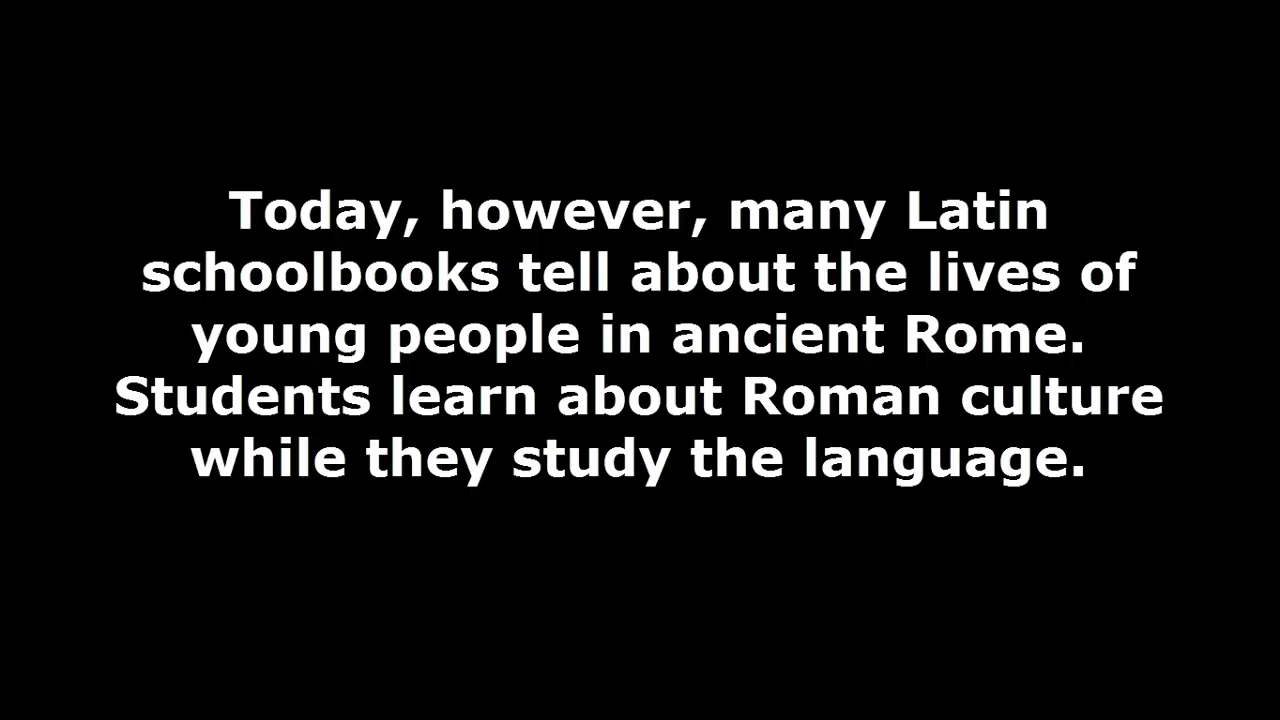 Today, however, many Latin
schoolbooks tell about the lives of
young people in ancient Rome.
Students learn about Roman culture
while they study the language.